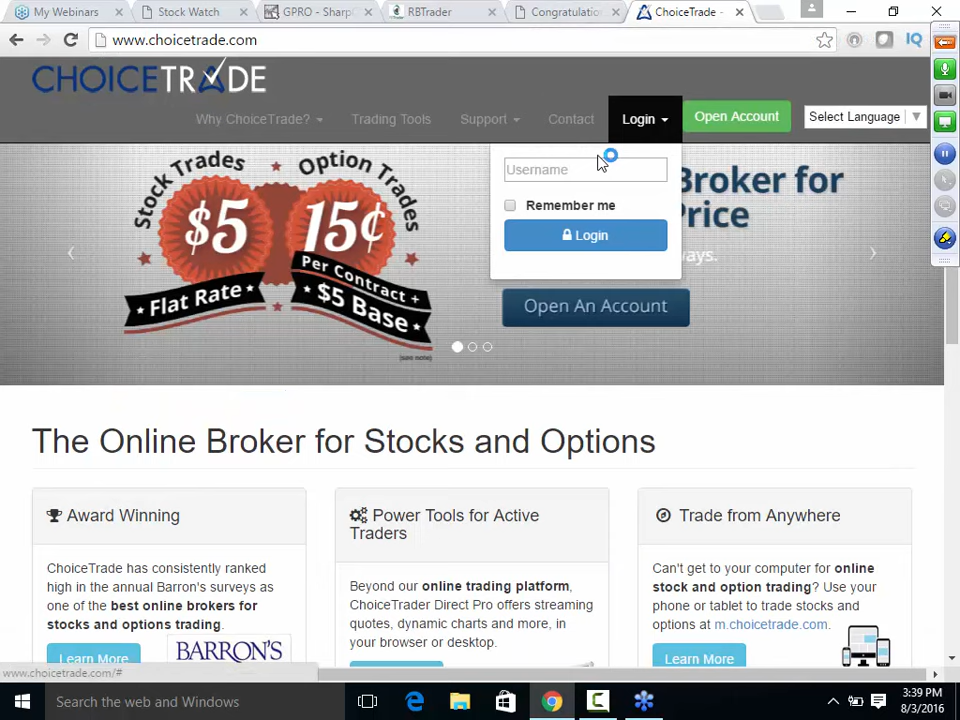 My Webinars
Stock Watch
GPRO - Sharp
RBTrader
Congratulatio
ChoiceTrade -
www.choicetrade.com
IQ
CHOICETRADE
Why ChoiceTrade?
Trading Tools
Support
Contact
Login
Open Account
Select Language
Stock Trades
Option Trades
$5
15¢
Flat Rate
Per Contract +
$5 Base
(see note)
Username
Remember me
Login
Broker for
Price
ays.
Open An Account
The Online Broker for Stocks and Options
Award Winning
ChoiceTrade has consistently ranked
high in the annual Barron's surveys as
one of the best online brokers for
stocks and options trading.
Learn More
BARRON'S
Power Tools for Active
Traders
Beyond our online trading platform,
ChoiceTrader Direct Pro offers streaming
quotes, dynamic charts and more, in
your browser or desktop.
Trade from Anywhere
Can't get to your computer for online
stock and option trading? Use your
phone or tablet to trade stocks and
options at m.choicetrade.com.
Learn More
www.choicetrade.com/#
Search the web and Windows
3:39 PM
8/3/2016